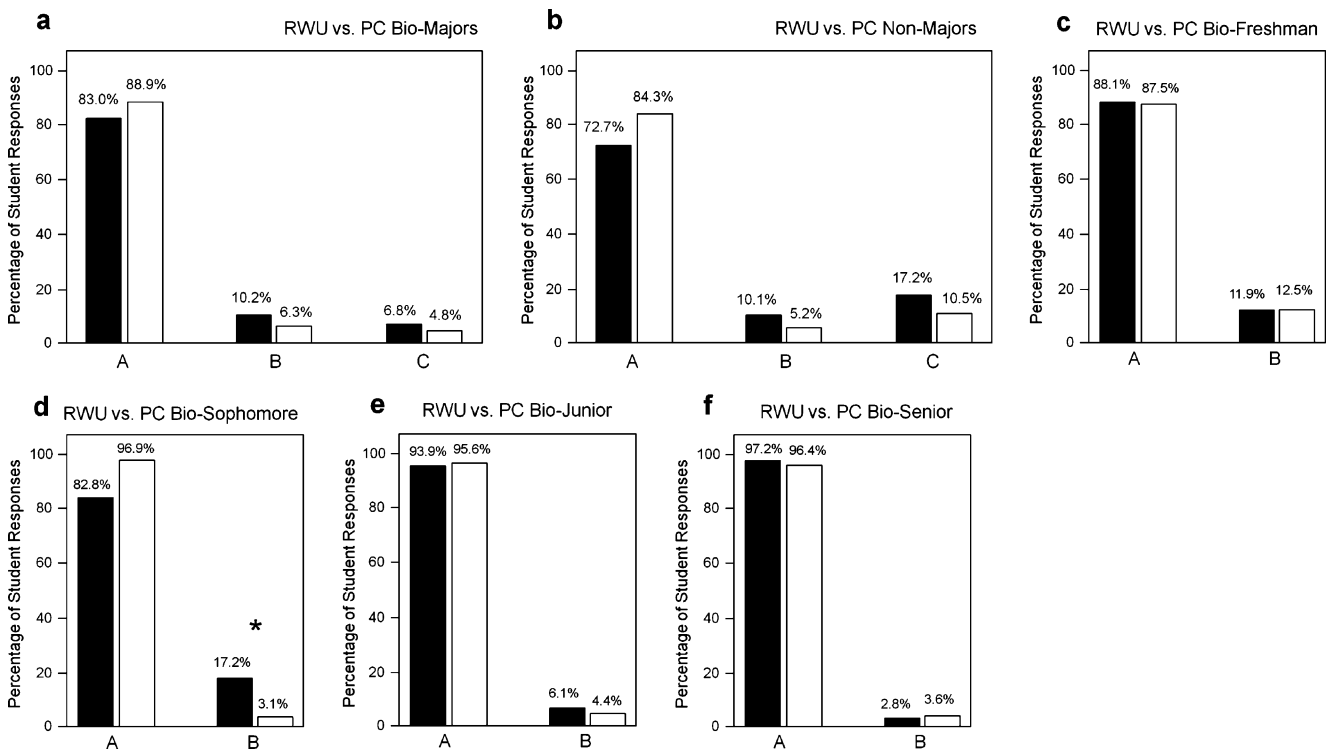 a
RWU vs. PC Bio-Majors
Percentage of Student Responses
100
80
60
40
20
0
83.0%
88.9%
10.2%
6.3%
6.8%
4.8%
A
B
C
b
RWU vs. PC Non-Majors
Percentage of Student Responses
100
80
60
40
20
0
72.7%
84.3%
10.1%
5.2%
17.2%
10.5%
A
B
C
c
RWU vs. PC Bio-Freshman
Percentage of Student Responses
100
80
60
40
20
0
88.1%
87.5%
11.9%
12.5%
A
B
d
RWU vs. PC Bio-Sophomore
Percentage of Student Responses
100
80
60
40
20
0
82.8%
96.9%
*
17.2%
3.1%
A
B
e
RWU vs. PC Bio-Junior
Percentage of Student Responses
100
80
60
40
20
0
93.9%
95.6%
6.1%
4.4%
A
B
f
RWU vs. PC Bio-Senior
Percentage of Student Responses
100
80
60
40
20
0
97.2%
96.4%
2.8%
3.6%
A
B